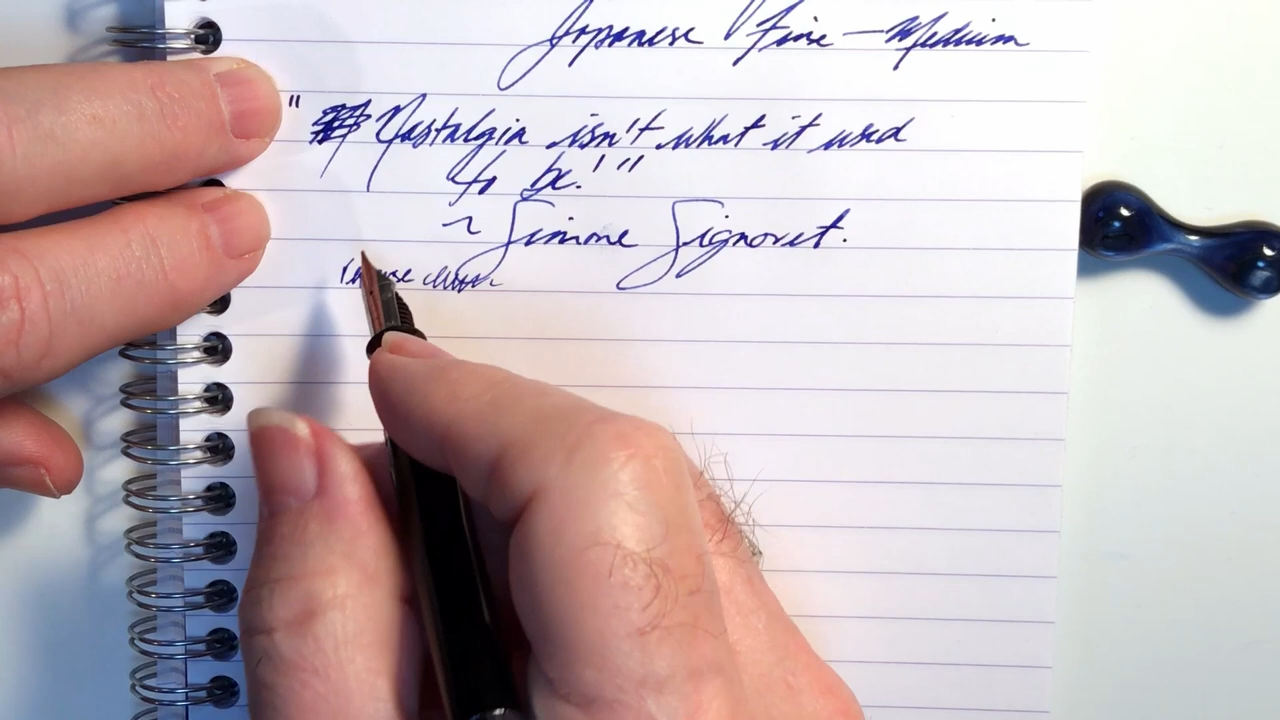 Japanese Fine — Medium
" Nostalgia isn't what it used
to be!"
~ Simone Signoret.